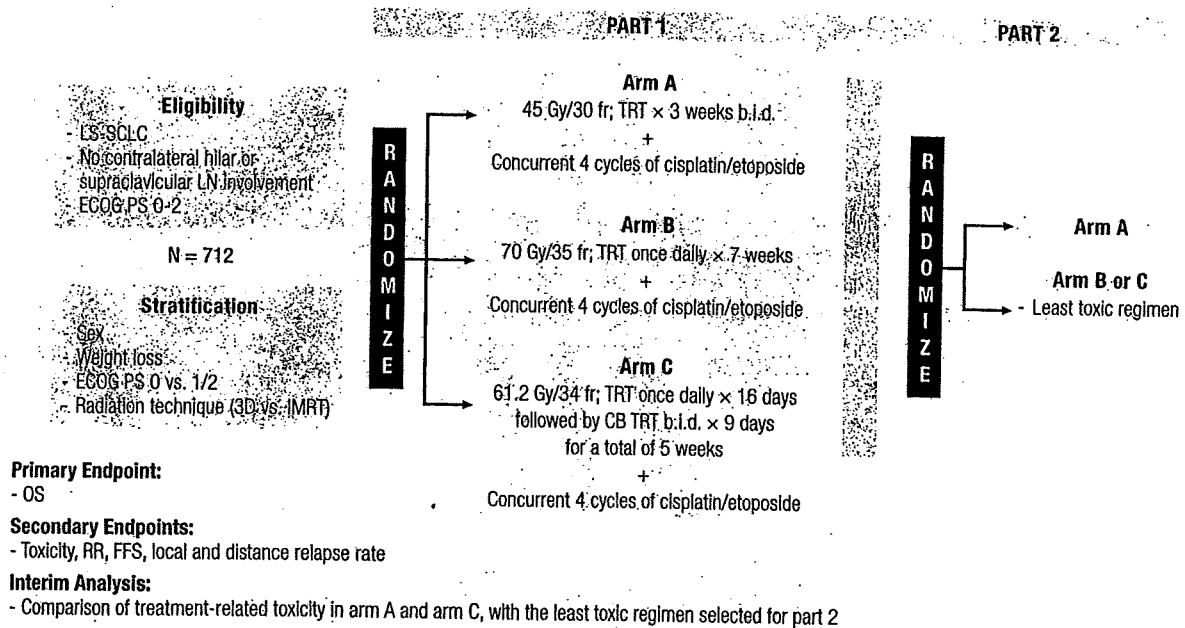 PART 1
PART 2
Eligibility
- LS-SCLC
- No contralateral hilar or
supraclavicular LN involvement
- ECOG PS 0-2
N = 712
Stratification
- Sex
- Weight loss
- ECOG PS 0 vs. 1/2
- Radiation technique (3D vs. IMRT)
RANDOMIZE
Arm A
45 Gy/30 fr; TRT × 3 weeks b.i.d.
+
Concurrent 4 cycles of cisplatin/etoposide
Arm B
70 Gy/35 fr; TRT once daily × 7 weeks
+
Concurrent 4 cycles of cisplatin/etoposide
Arm C
61.2 Gy/34 fr; TRT once daily × 16 days
followed by CB TRT b.i.d. × 9 days
for a total of 5 weeks
+
Concurrent 4 cycles of cisplatin/etoposide
RANDOMIZE
Arm A
Arm B or C
- Least toxic regimen
Primary Endpoint:
- OS
Secondary Endpoints:
- Toxicity, RR, FFS, local and distance relapse rate
Interim Analysis:
- Comparison of treatment-related toxicity in arm A and arm C, with the least toxic regimen selected for part 2